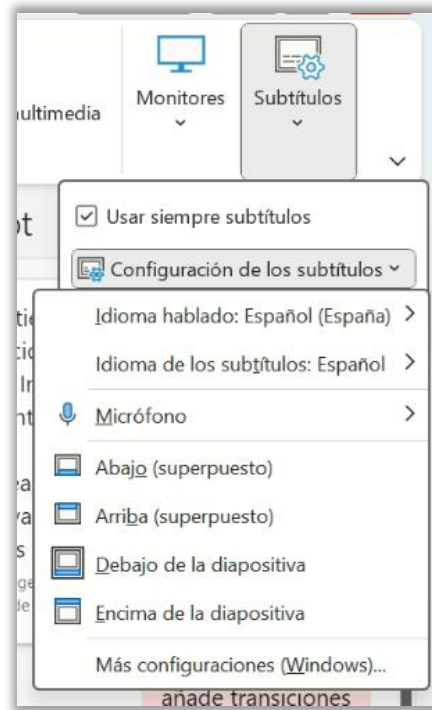 Monitores
Subtítulos
Usar siempre subtítulos
Configuración de los subtítulos
Idioma hablado: Español (España)
Idioma de los subtítulos: Español
Micrófono
Abajo (superpuesto)
Arriba (superpuesto)
Debajo de la diapositiva
Encima de la diapositiva
Más configuraciones (Windows)...
añade transiciones